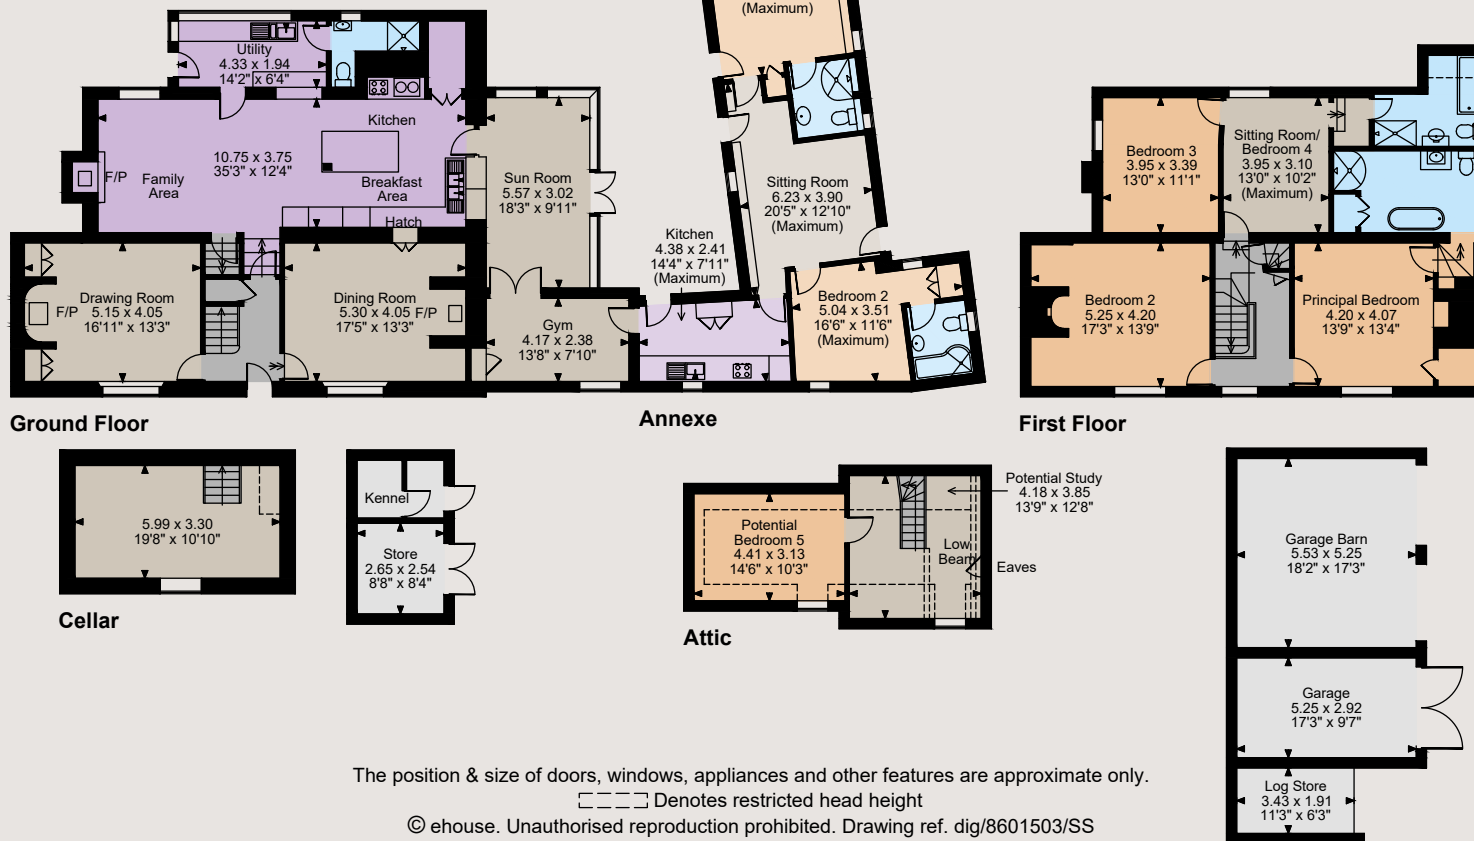 (Maximum)
Utility
4.33 x 1.94
14'2" x 6'4"
Kitchen
10.75 x 3.75
35'3" x 12'4"
F/P
Family
Area
Breakfast
Area
Hatch
Sun Room
5.57 x 3.02
18'3" x 9'11"
Drawing Room
5.15 x 4.05
16'11" x 13'3"
F/P
Dining Room
5.30 x 4.05
17'5" x 13'3"
F/P
Gym
4.17 x 2.38
13'8" x 7'10"
Ground Floor
Sitting Room
6.23 x 3.90
20'5" x 12'10"
(Maximum)
Kitchen
4.38 x 2.41
14'4" x 7'11"
(Maximum)
Bedroom 2
5.04 x 3.51
16'6" x 11'6"
(Maximum)
Annexe
Bedroom 3
3.95 x 3.39
13'0" x 11'1"
Sitting Room/
Bedroom 4
3.95 x 3.10
13'0" x 10'2"
(Maximum)
Bedroom 2
5.25 x 4.20
17'3" x 13'9"
Principal Bedroom
4.20 x 4.07
13'9" x 13'4"
First Floor
5.99 x 3.30
19'8" x 10'10"
Cellar
Kennel
Store
2.65 x 2.54
8'8" x 8'4"
Potential
Bedroom 5
4.41 x 3.13
14'6" x 10'3"
Potential Study
4.18 x 3.85
13'9" x 12'8"
Low
Beam
Eaves
Attic
Garage Barn
5.53 x 5.25
18'2" x 17'3"
Garage
5.25 x 2.92
17'3" x 9'7"
Log Store
3.43 x 1.91
11'3" x 6'3"
The position & size of doors, windows, appliances and other features are approximate only.
Denotes restricted head height
© ehouse. Unauthorised reproduction prohibited. Drawing ref. dig/8601503/SS